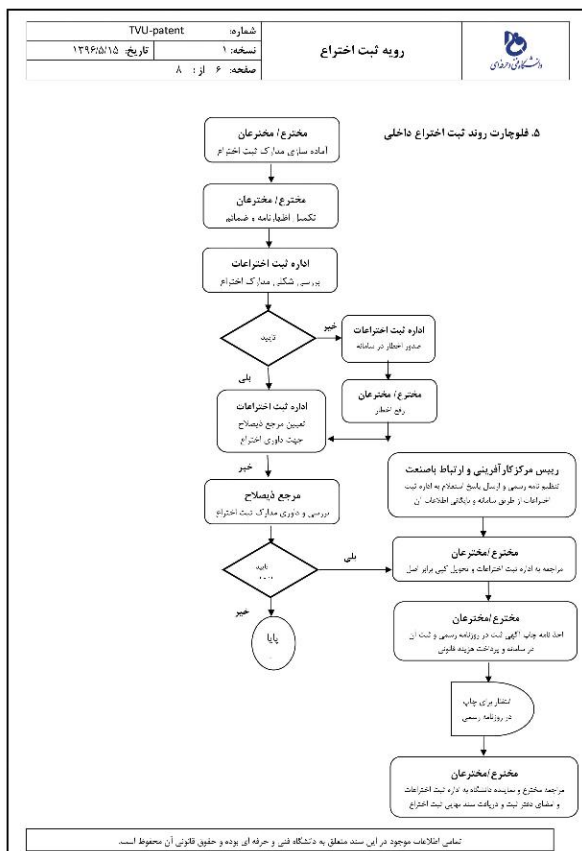 شماره: TVU-patent
نسخه: ۱
تاریخ: ۱۳۹۶/۵/۱۵
صفحه: ۶ از: ۸
رویه ثبت اختراع
دانشگاه فنی و حرفه‌ای
۵. فلوچارت روند ثبت اختراع داخلی
مخترع/ مخترعان
آماده سازی مدارک ثبت اختراع
مخترع/ مخترعان
تکمیل اظهارنامه و ضمائم
اداره ثبت اختراعات
بررسی شکلی مدارک اختراع
تایید
خیر
اداره ثبت اختراعات
صدور اخطار در سامانه
مخترع/ مخترعان
رفع اخطار
بلی
اداره ثبت اختراعات
تعیین مرجع ذیصلاح
جهت داوری اختراع
خیر
مرجع ذیصلاح
بررسی و داوری مدارک ثبت اختراع
تایید
بلی
خیر
پایا
رییس مرکز کارآفرینی و ارتباط باصنعت
تنظیم نامه رسمی و ارسال پاسخ استعلام به اداره ثبت
اختراعات از طریق سامانه و بایگانی اطلاعات آن
مخترع/مخترعان
مراجعه به اداره ثبت اختراعات و تحویل کپی برابر اصل
مخترع/مخترعان
اخذ نامه چاپ آگهی ثبت در روزنامه رسمی و ثبت آن
در سامانه و پرداخت هزینه قانونی
انتظار برای چاپ
در روزنامه رسمی
مخترع/مخترعان
مراجعه مخترع و نماینده دانشگاه به اداره ثبت اختراعات
و امضای دفتر ثبت و دریافت سند نهایی ثبت اختراع
تمامی اطلاعات موجود در این سند متعلق به دانشگاه فنی و حرفه ای بوده و حقوق قانونی آن محفوظ است.